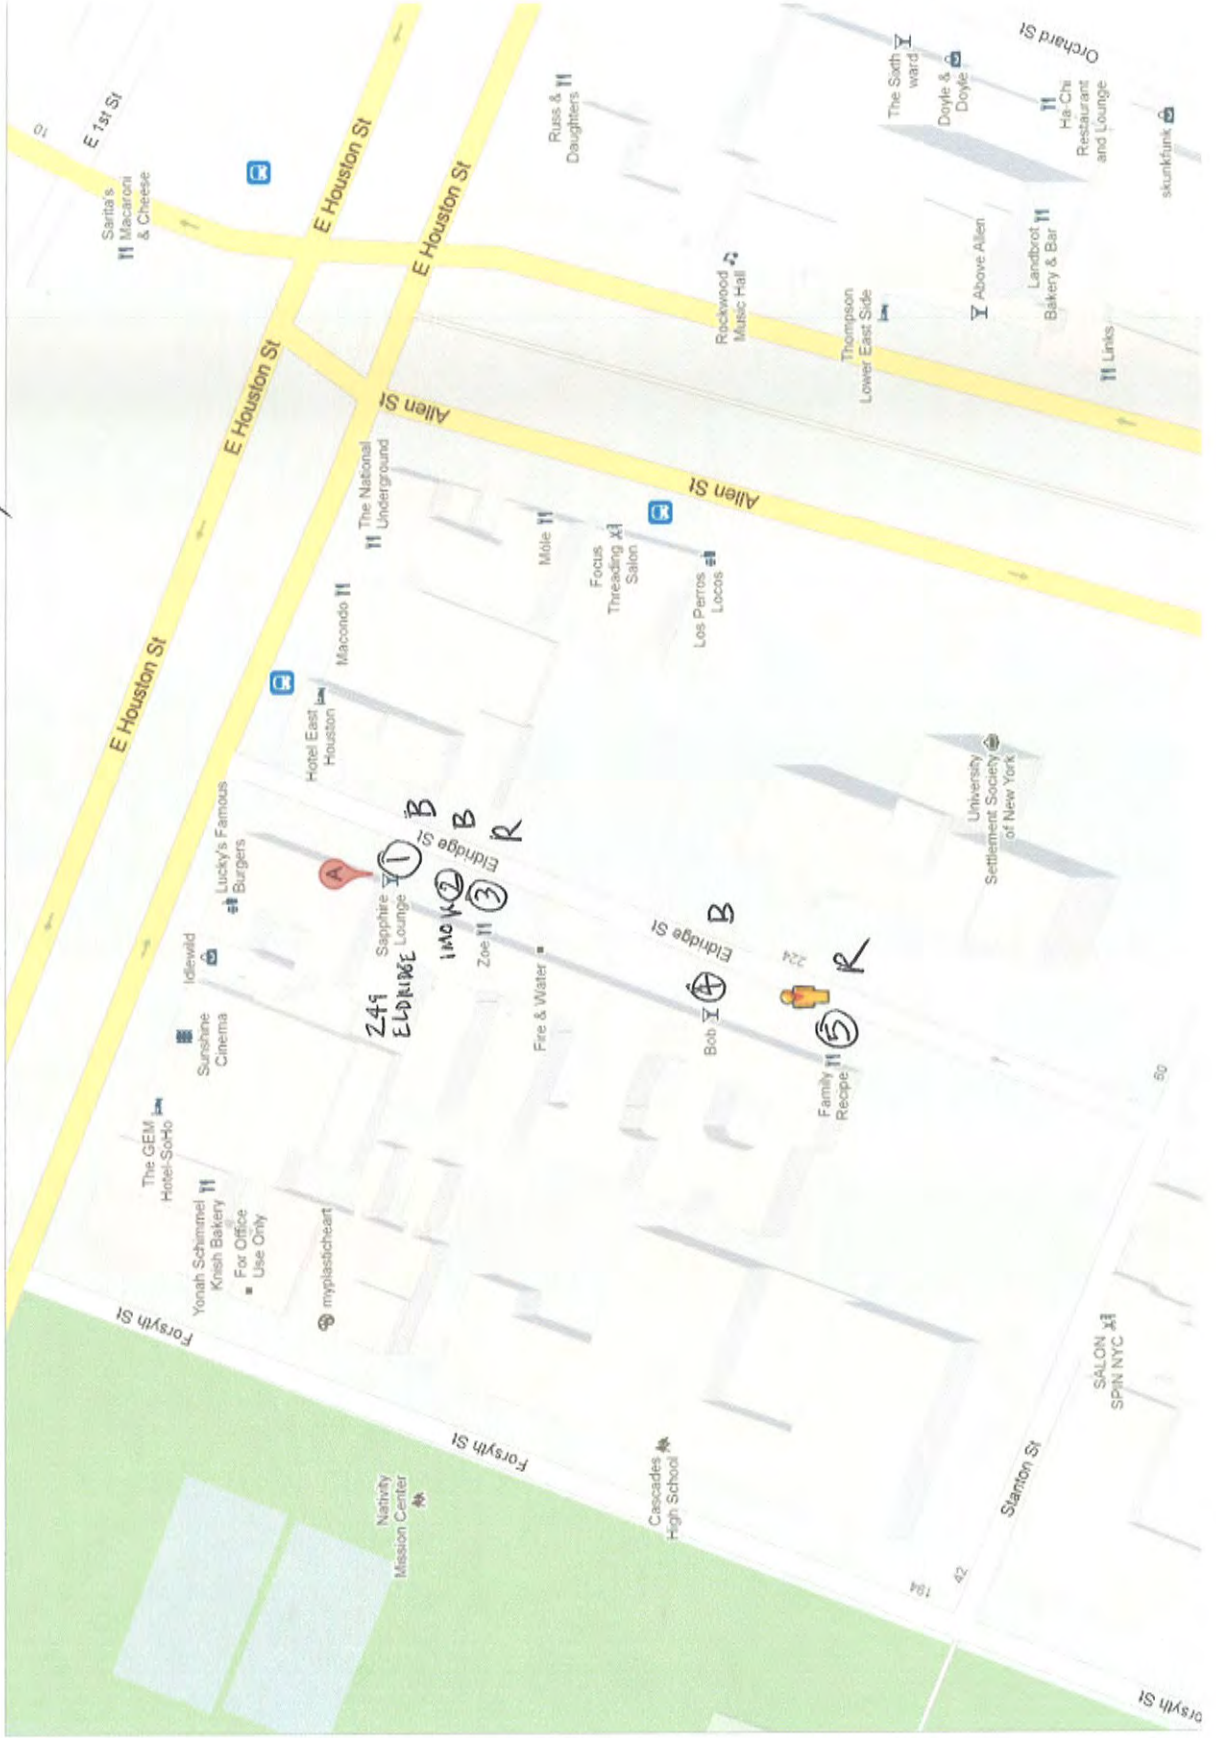 10
E 1st St
Sarita's
Macaroni
& Cheese
E Houston St
E Houston St
E Houston St
E Houston St
Russ &
Daughters
The Sixth
ward
Doyle &
Doyle
Orchard St
Ha-Chi
Restaurant
and Lounge
skunkfunk
Rockwood
Music Hall
Thompson
Lower East Side
Above Allen
Landbrot
Bakery & Bar
Links
Allen St
Allen St
The National
Underground
Móle
Focus
Threading
Salon
Los Perros
Locos
Macondo
Hotel East
Houston
Lucky's Famous
Burgers
A
Sapphire
Lounge
249
ELDRIDGE
1 B
IMOK 2 B
Zoe 3 R
Eldridge St
Fire & Water
Idlewild
Sunshine
Cinema
The GEM
Hotel-SoHo
Yonah Schimmel
Knish Bakery
For Office
Use Only
myplasticheart
Eldridge St
Bob 4 B
224
Family
Recipe
5 R
University
Settlement Society
of New York
60
Forsyth St
Forsyth St
Nativity
Mission Center
Cascades
High School
194
42
Stanton St
SALON
SPIN NYC
orsyth St